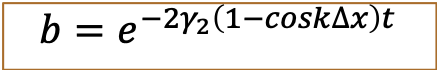 b = e^{-2γ₂(1−coskΔx)t}